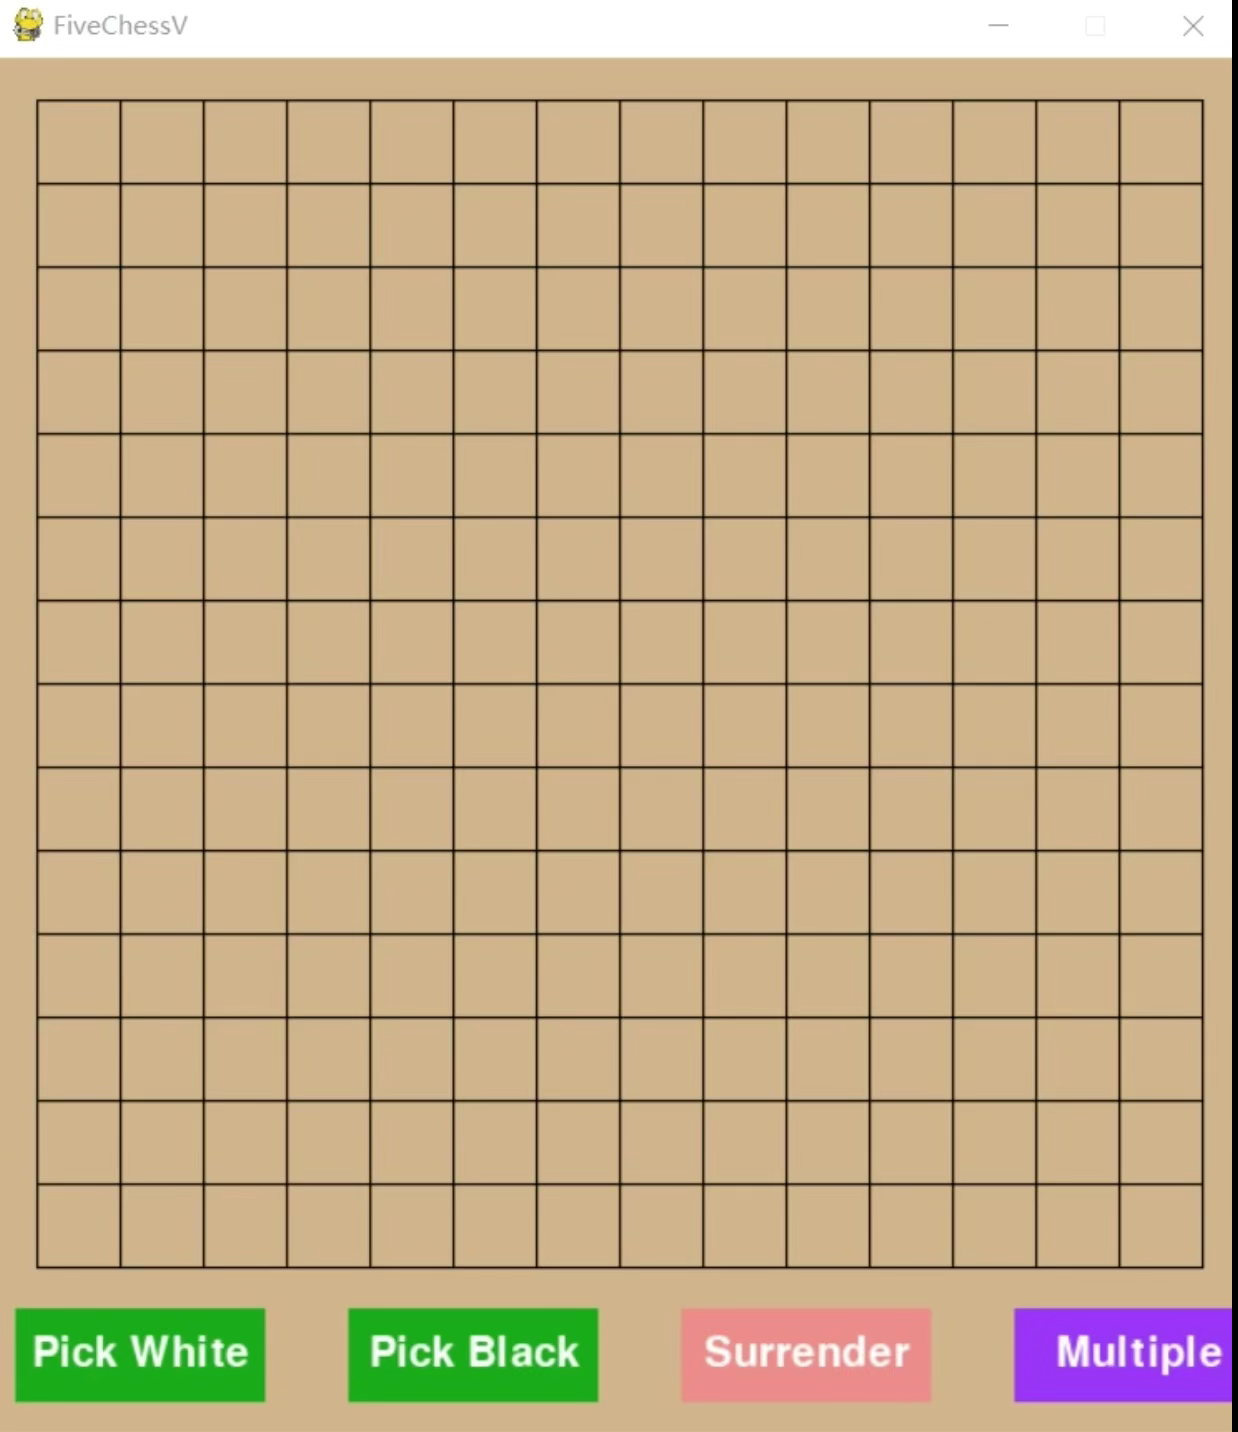 FiveChessV
Pick White
Pick Black
Surrender
Multiple